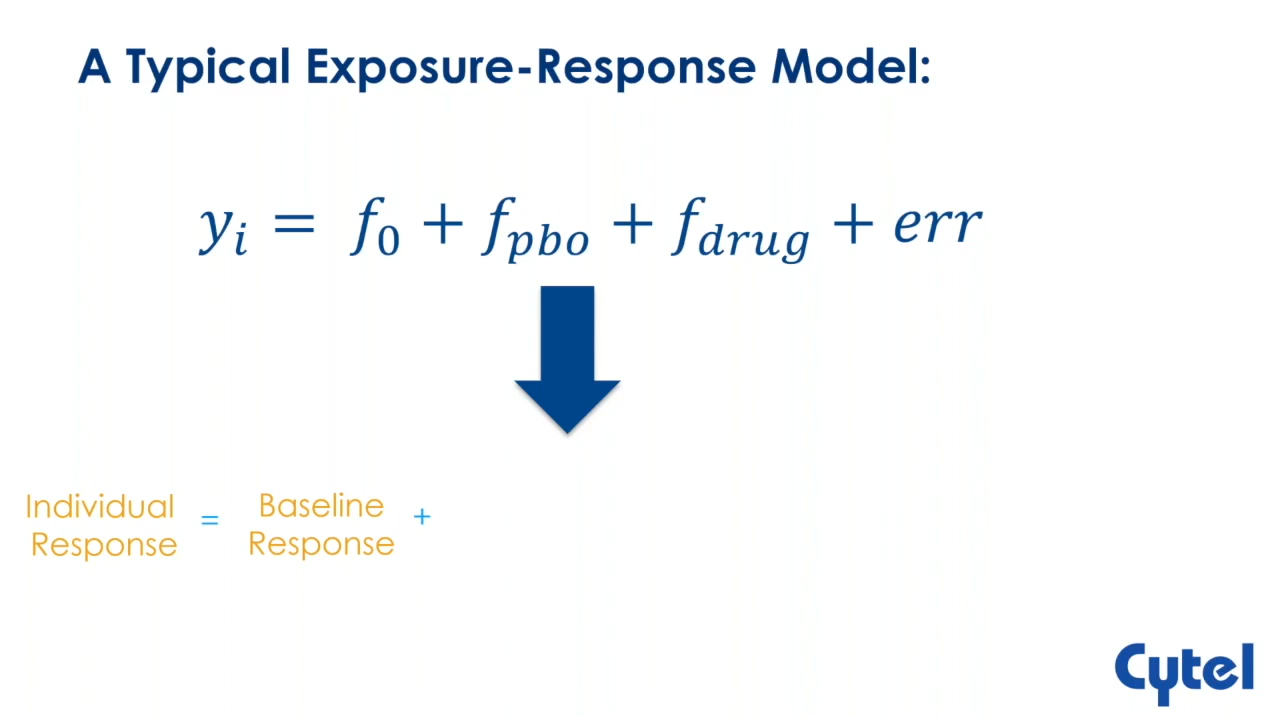 A Typical Exposure-Response Model:
yᵢ = f₀ + f_pbo + f_drug + err
Individual Response = Baseline Response +
Cytel